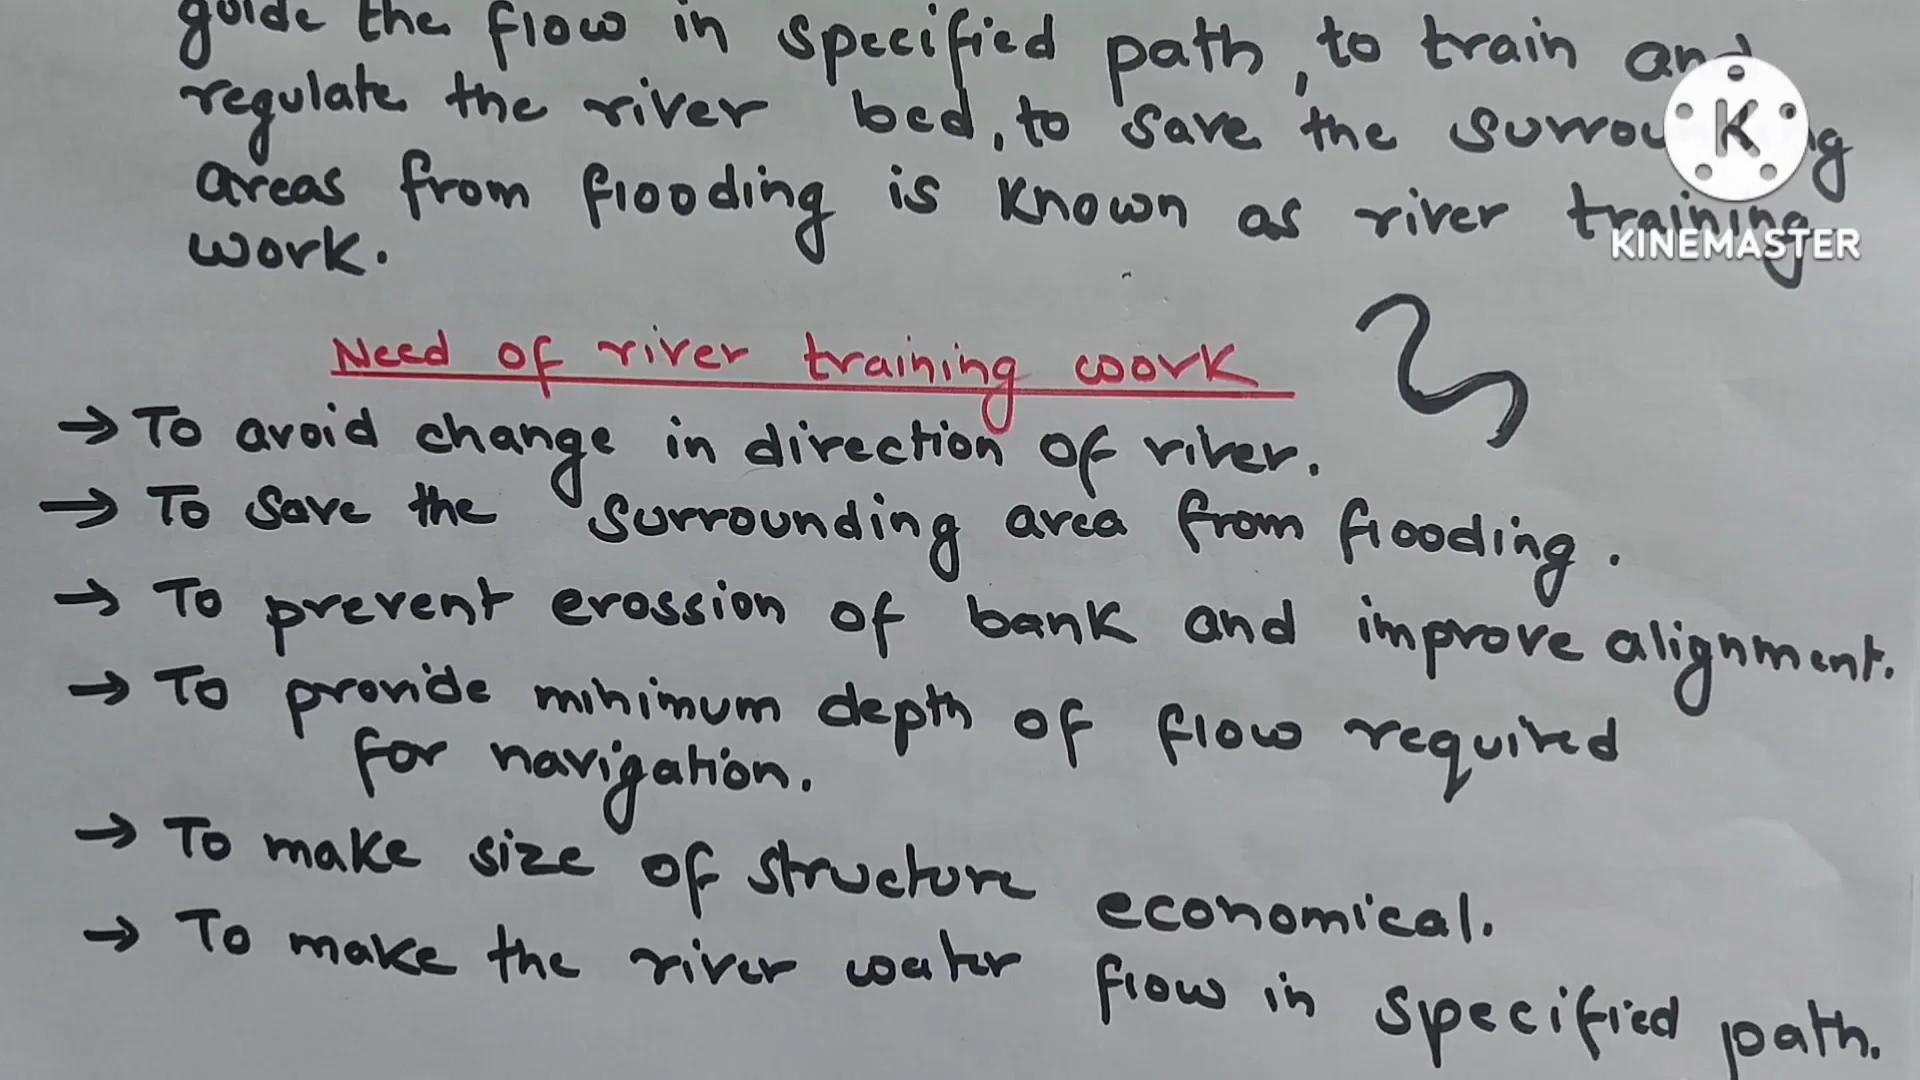 guide the flow in specified path, to train and
regulate the river bed, to save the surrounding
areas from flooding is known as river training
work.
K
KINEMASTER
Need of river training work
→ To avoid change in direction of river.
→ To save the surrounding area from flooding.
→ To prevent erossion of bank and improve alignment.
→ To provide minimum depth of flow required
for navigation.
→ To make size of structure economical.
→ To make the river water flow in specified path.